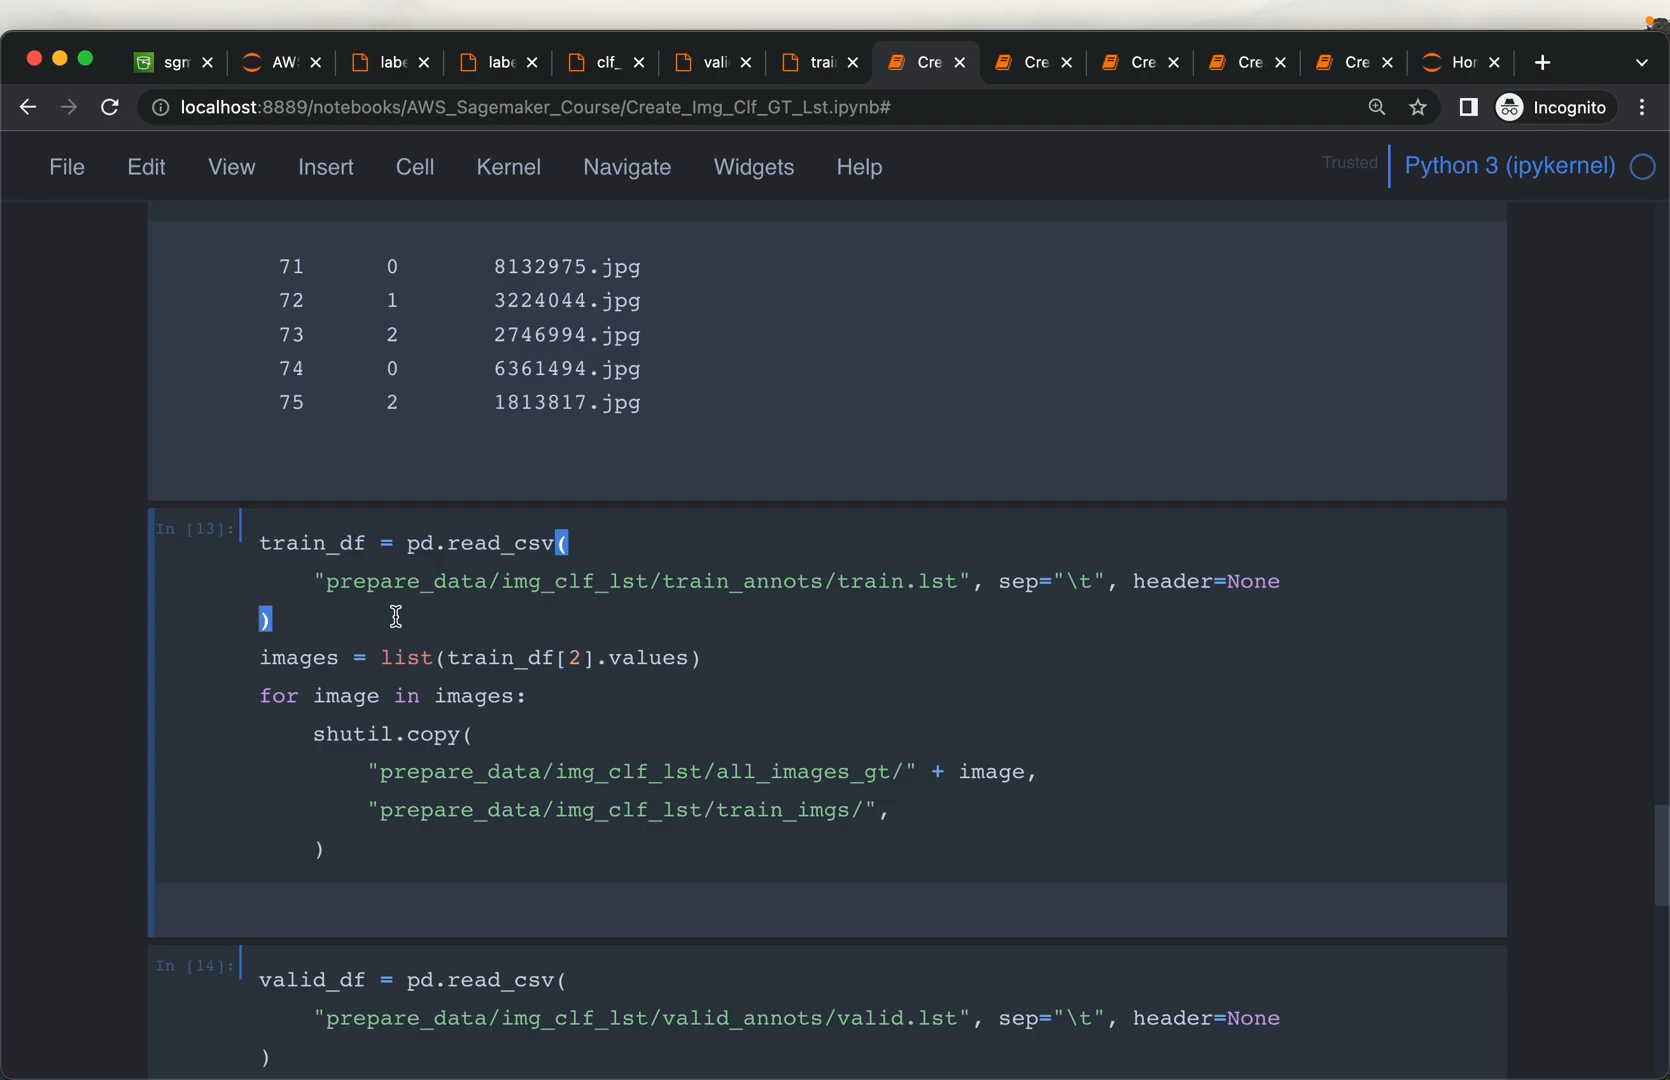 sgn
AW
labe
labe
clf_
vali
trai
Cre
Cre
Cre
Cre
Cre
Hor
localhost:8889/notebooks/AWS_Sagemaker_Course/Create_Img_Clf_GT_Lst.ipynb#
Incognito
File Edit View Insert Cell Kernel Navigate Widgets Help
Trusted
Python 3 (ipykernel)
71 0 8132975.jpg
72 1 3224044.jpg
73 2 2746994.jpg
74 0 6361494.jpg
75 2 1813817.jpg
In [13]:
train_df = pd.read_csv(
"prepare_data/img_clf_lst/train_annots/train.lst", sep="\t", header=None
)
images = list(train_df[2].values)
for image in images:
shutil.copy(
"prepare_data/img_clf_lst/all_images_gt/" + image,
"prepare_data/img_clf_lst/train_imgs/",
)
In [14]:
valid_df = pd.read_csv(
"prepare_data/img_clf_lst/valid_annots/valid.lst", sep="\t", header=None
)